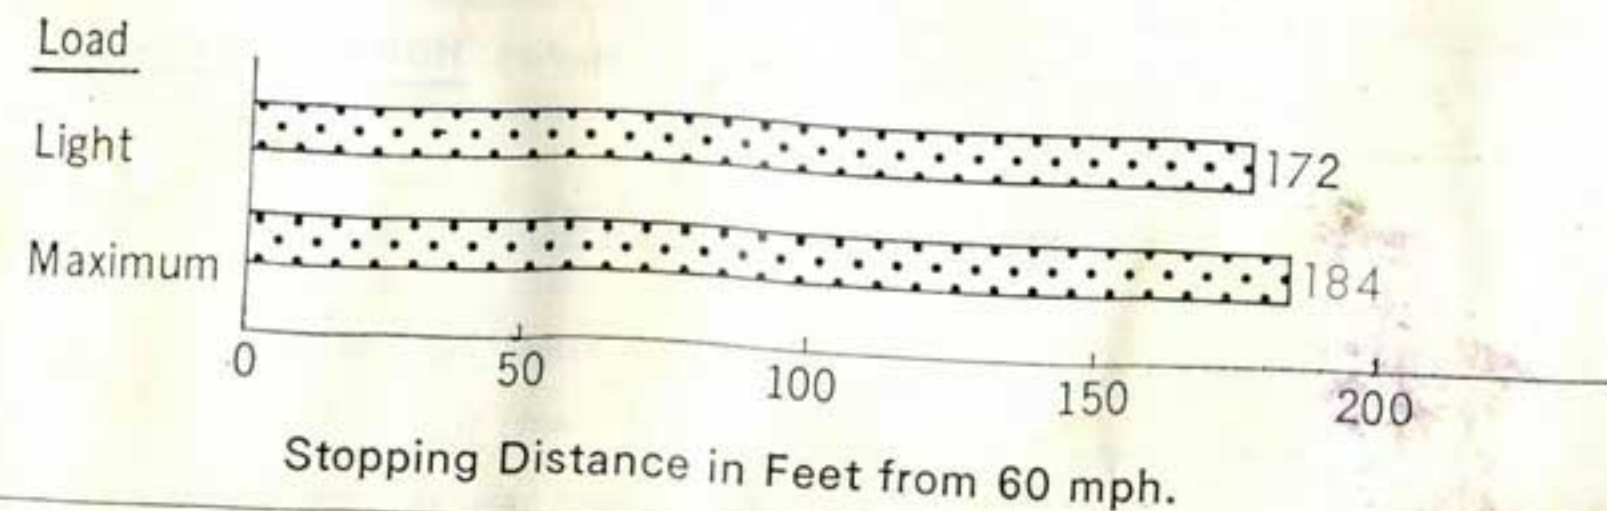 Load
Light 172
Maximum 184
0 50 100 150 200
Stopping Distance in Feet from 60 mph.